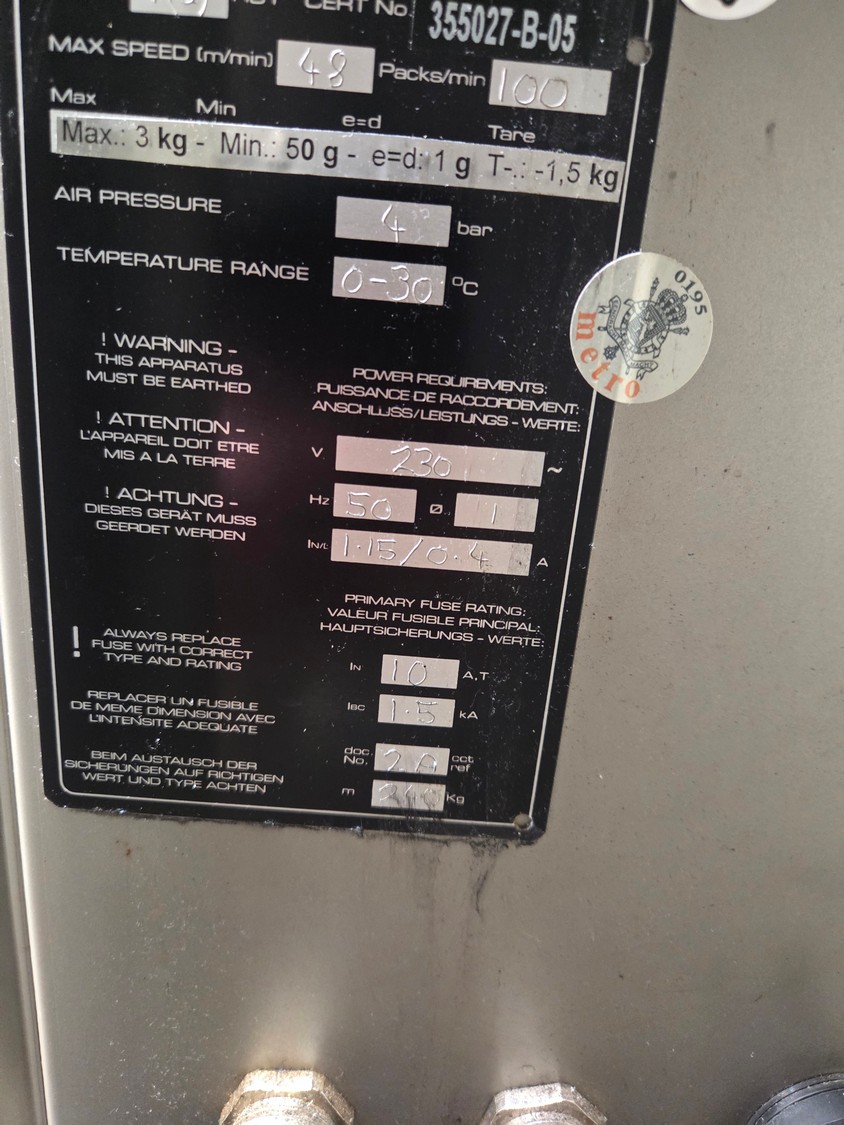 CERT No. 355027-B-05
MAX SPEED (m/min) 48 Packs/min 100
Max Min e=d Tare
Max.: 3 kg - Min.: 50 g - e=d: 1 g T-.: -1,5 kg
AIR PRESSURE 4 bar
TEMPERATURE RANGE 0-30 °C
0195
metro
! WARNING -
THIS APPARATUS
MUST BE EARTHED
! ATTENTION -
L'APPAREIL DOIT ETRE
MIS A LA TERRE
! ACHTUNG -
DIESES GERÄT MUSS
GEERDET WERDEN
POWER REQUIREMENTS:
PUISSANCE DE RACCORDEMENT:
ANSCHLUSS/LEISTUNGS - WERTE:
V 230 ~
Hz 50 Ø 1
IN/L 1.15/0.4 A
PRIMARY FUSE RATING:
VALEUR FUSIBLE PRINCIPAL:
HAUPTSICHERUNGS - WERTE:
IN 10 A,T
Isc 1.5 kA
doc. No. cct ref
m Kg
! ALWAYS REPLACE
FUSE WITH CORRECT
TYPE AND RATING
REPLACER UN FUSIBLE
DE MEME DIMENSION AVEC
L'INTENSITE ADEQUATE
BEIM AUSTAUSCH DER
SICHERUNGEN AUF RICHTIGEN
WERT, UND TYPE ACHTEN